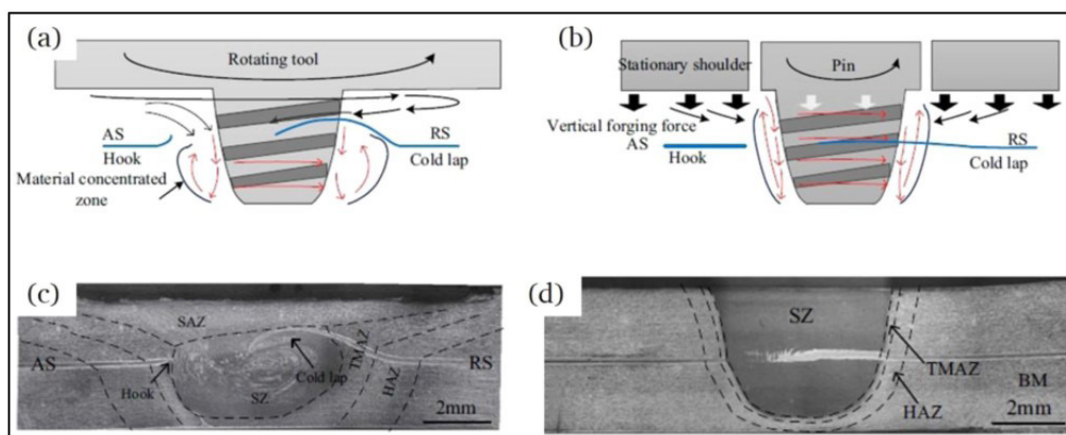 (a)
Rotating tool
AS
Hook
Material concentrated
zone
RS
Cold lap
(b)
Stationary shoulder
Pin
Vertical forging force
AS
Hook
RS
Cold lap
(c)
SAZ
AS
Hook
SZ
Cold lap
TMAZ
HAZ
RS
2mm
(d)
SZ
TMAZ
HAZ
BM
2mm